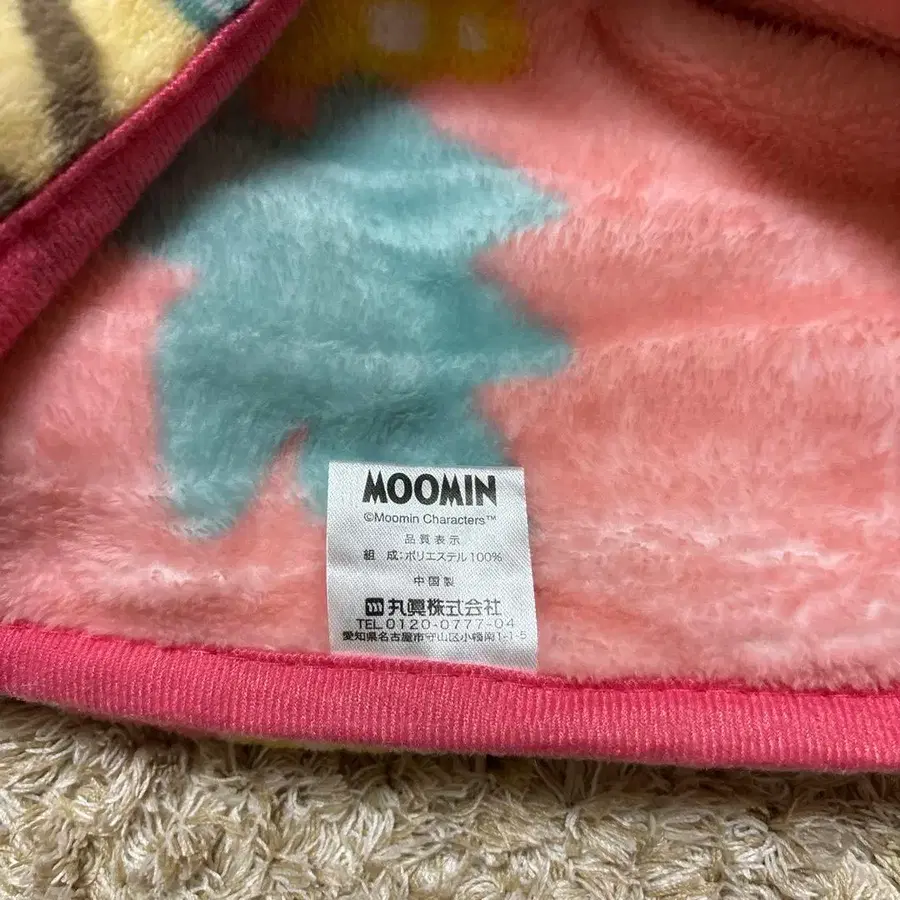 MOOMIN
©Moomin Characters™
品質表示
組 成:ポリエステル100%
中国製
丸眞株式会社
TEL 0120-0777-04
愛知県名古屋市守山区小幡南1-1-5